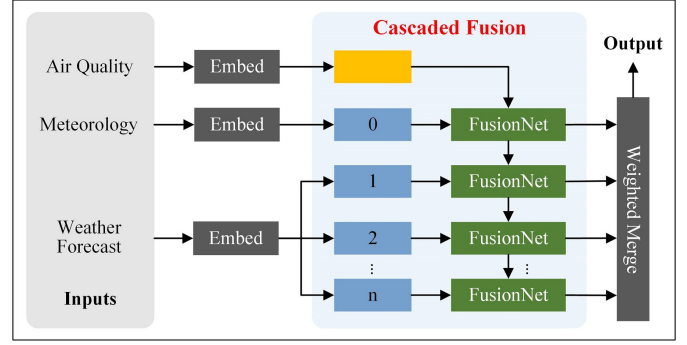 Cascaded Fusion
Output
Air Quality
Embed
Meteorology
Embed
0
FusionNet
1
FusionNet
Weather
Forecast
Embed
2
FusionNet
...
...
Inputs
n
FusionNet
Weighted Merge